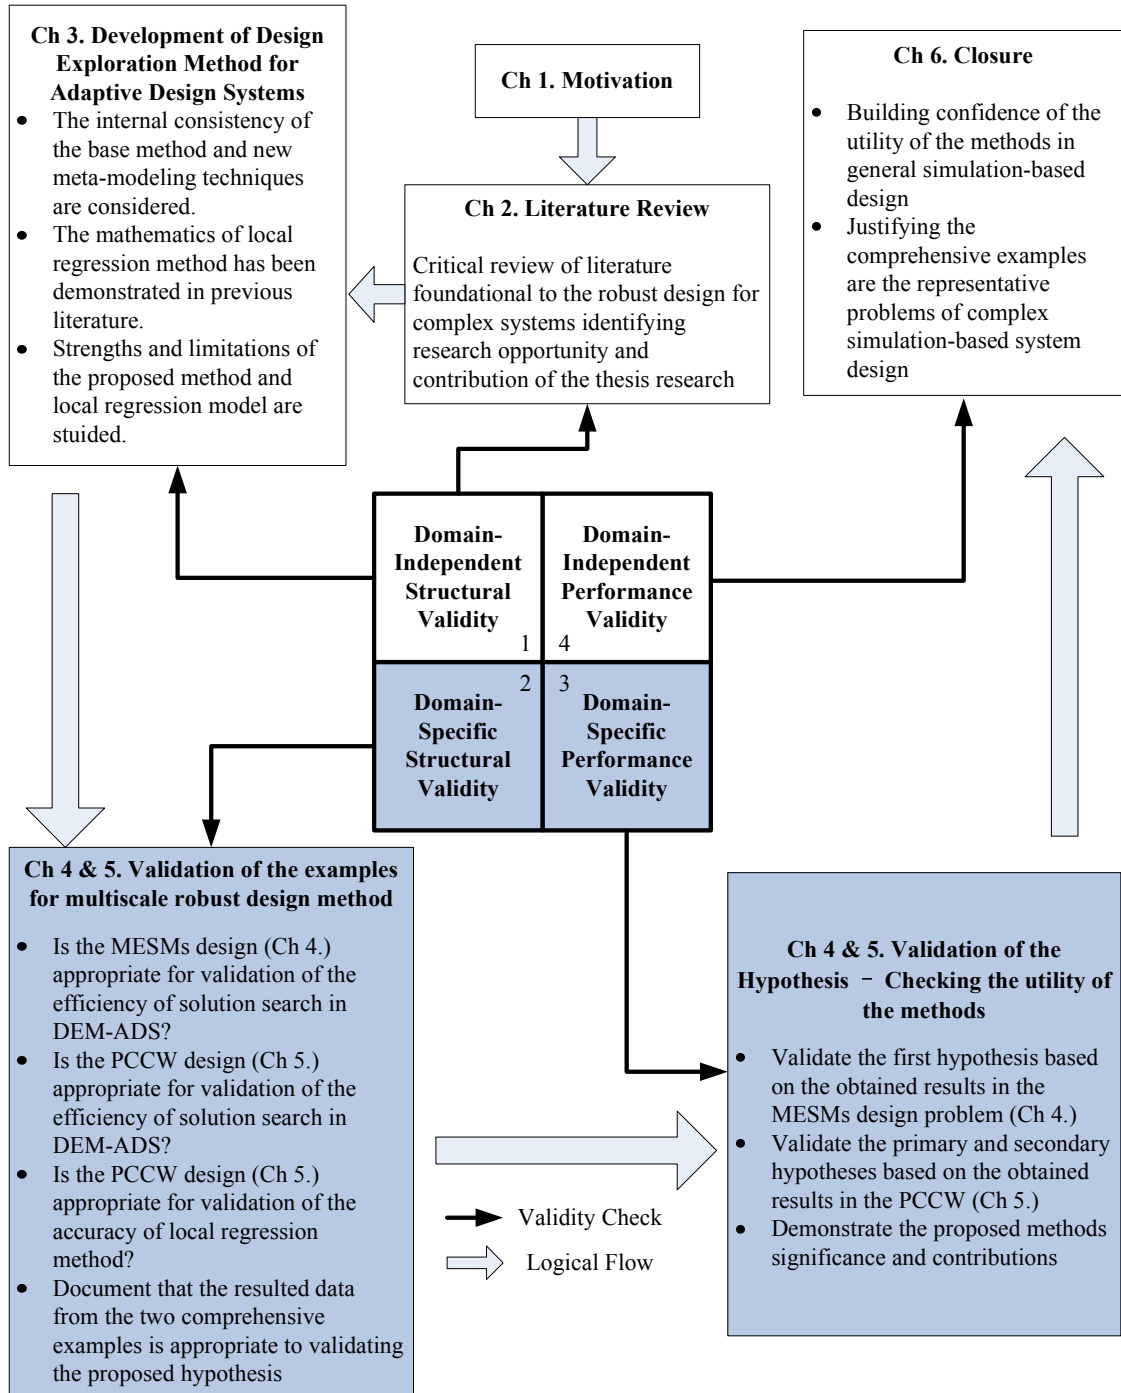 Ch 3. Development of Design
Exploration Method for
Adaptive Design Systems
• The internal consistency of
the base method and new
meta-modeling techniques
are considered.
• The mathematics of local
regression method has been
demonstrated in previous
literature.
• Strengths and limitations of
the proposed method and
local regression model are
stuided.
Ch 1. Motivation
Ch 2. Literature Review
Critical review of literature
foundational to the robust design for
complex systems identifying
research opportunity and
contribution of the thesis research
Ch 6. Closure
• Building confidence of the
utility of the methods in
general simulation-based
design
• Justifying the
comprehensive examples
are the representative
problems of complex
simulation-based system
design
Domain-
Independent
Structural
Validity
1
Domain-
Independent
Performance
Validity
4
Domain-
Specific
Structural
Validity
2
Domain-
Specific
Performance
Validity
3
Ch 4 & 5. Validation of the examples
for multiscale robust design method
• Is the MESMs design (Ch 4.)
appropriate for validation of the
efficiency of solution search in
DEM-ADS?
• Is the PCCW design (Ch 5.)
appropriate for validation of the
efficiency of solution search in
DEM-ADS?
• Is the PCCW design (Ch 5.)
appropriate for validation of the
accuracy of local regression
method?
• Document that the resulted data
from the two comprehensive
examples is appropriate to validating
the proposed hypothesis
Validity Check
Logical Flow
Ch 4 & 5. Validation of the
Hypothesis – Checking the utility of
the methods
• Validate the first hypothesis based
on the obtained results in the
MESMs design problem (Ch 4.)
• Validate the primary and secondary
hypotheses based on the obtained
results in the PCCW (Ch 5.)
• Demonstrate the proposed methods
significance and contributions